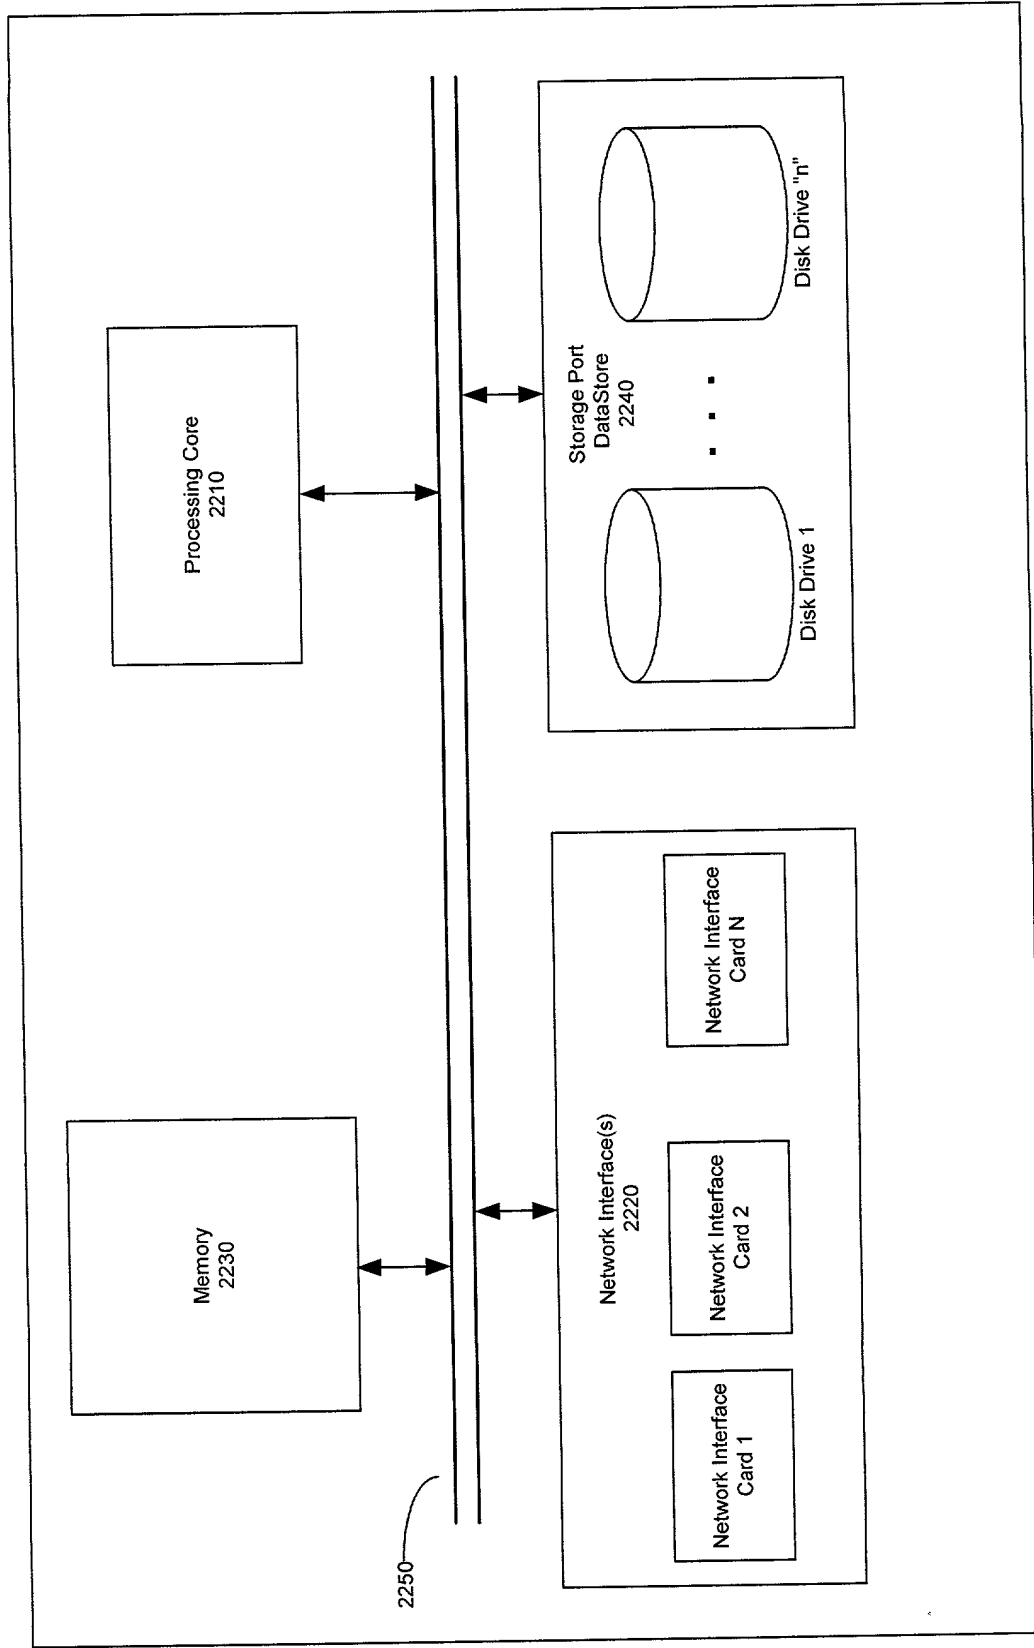 Memory
2230
Processing Core
2210
2250
Network Interface(s)
2220
Network Interface
Card 1
Network Interface
Card 2
Network Interface
Card N
Storage Port
DataStore
2240
Disk Drive 1
Disk Drive "n"